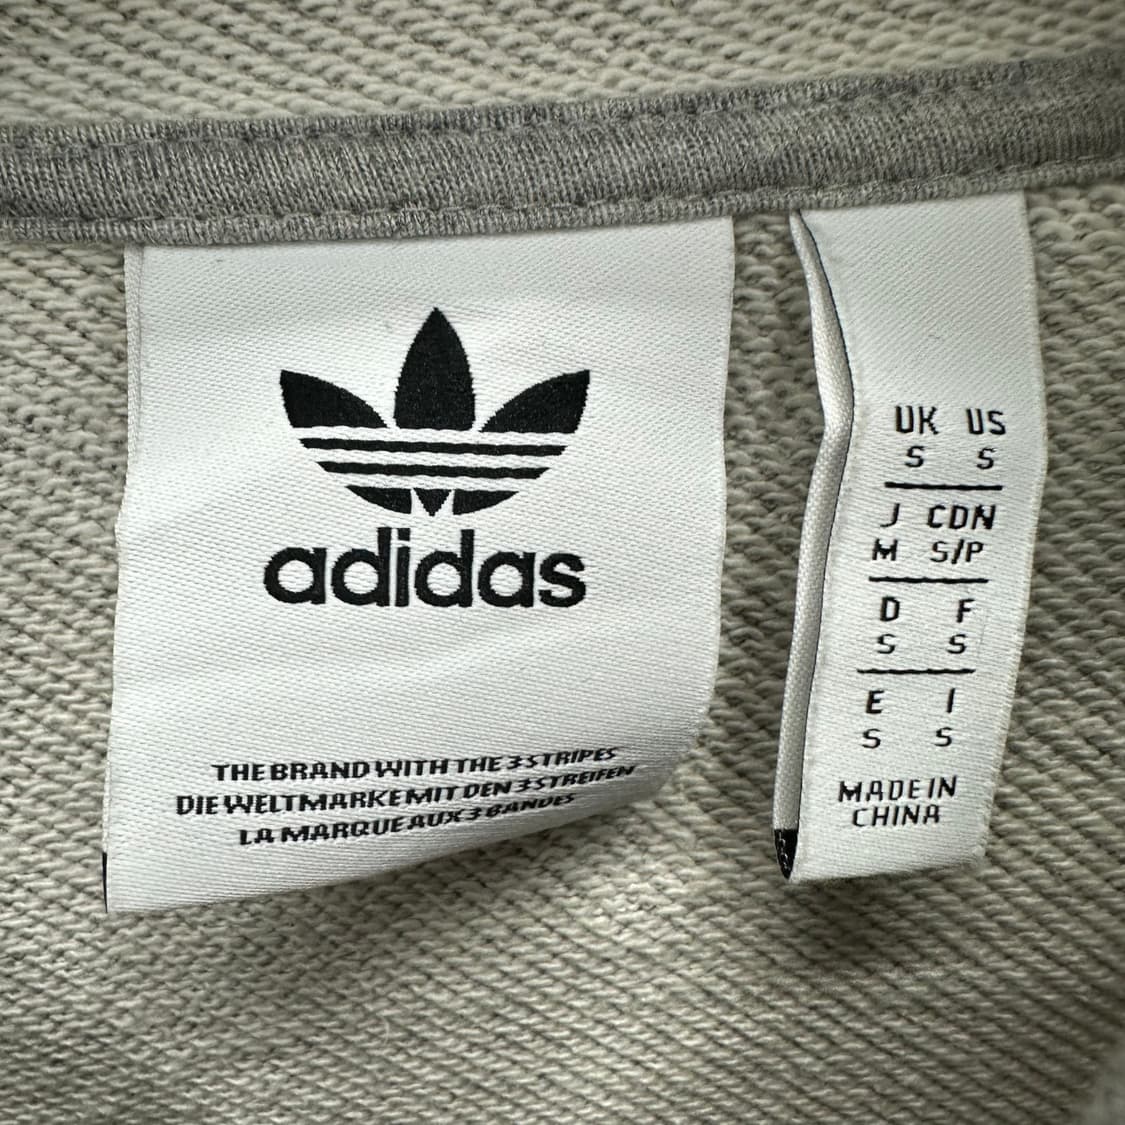 adidas
THE BRAND WITH THE 3 STRIPES
DIE WELTMARKE MIT DEN 3 STREIFEN
LA MARQUE AUX 3 BANDES
UK US
S S
J CDN
M S/P
D F
S S
E I
S S
MADE IN
CHINA